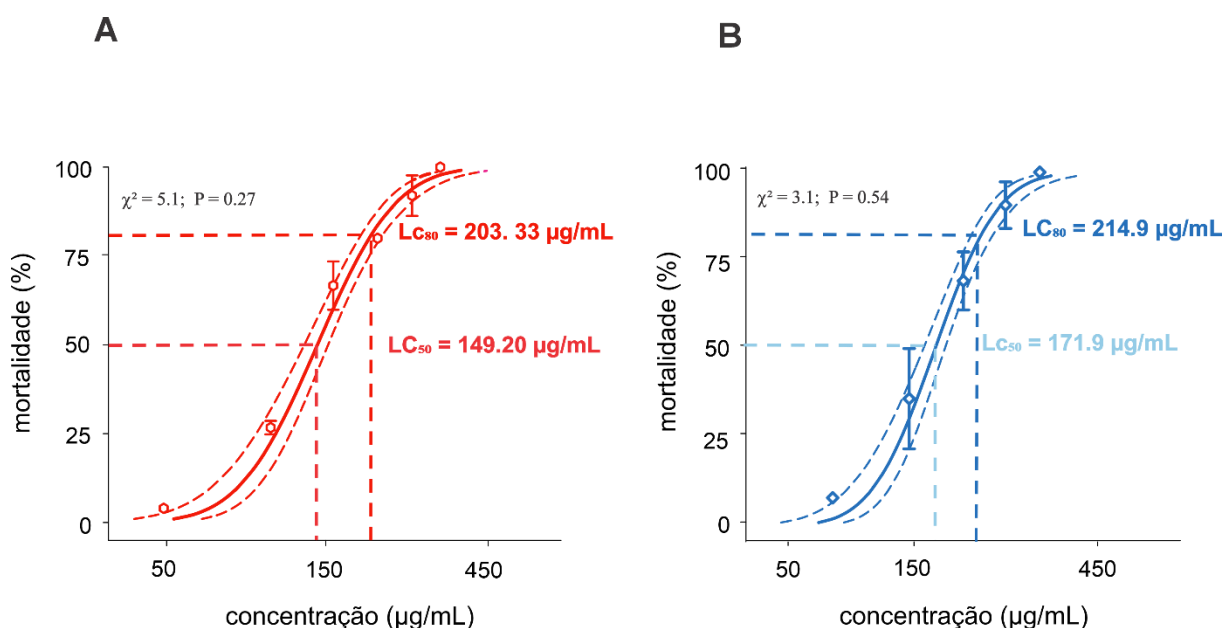 A
100
75
50
25
0
mortalidade (%)
χ² = 5.1; P = 0.27
Lc₈₀ = 203. 33 µg/mL
LC₅₀ = 149.20 µg/mL
50
150
450
concentração (µg/mL)
B
100
75
50
25
0
mortalidade (%)
χ² = 3.1; P = 0.54
LC₈₀ = 214.9 µg/mL
Lc₅₀ = 171.9 µg/mL
50
150
450
concentração (µg/mL)